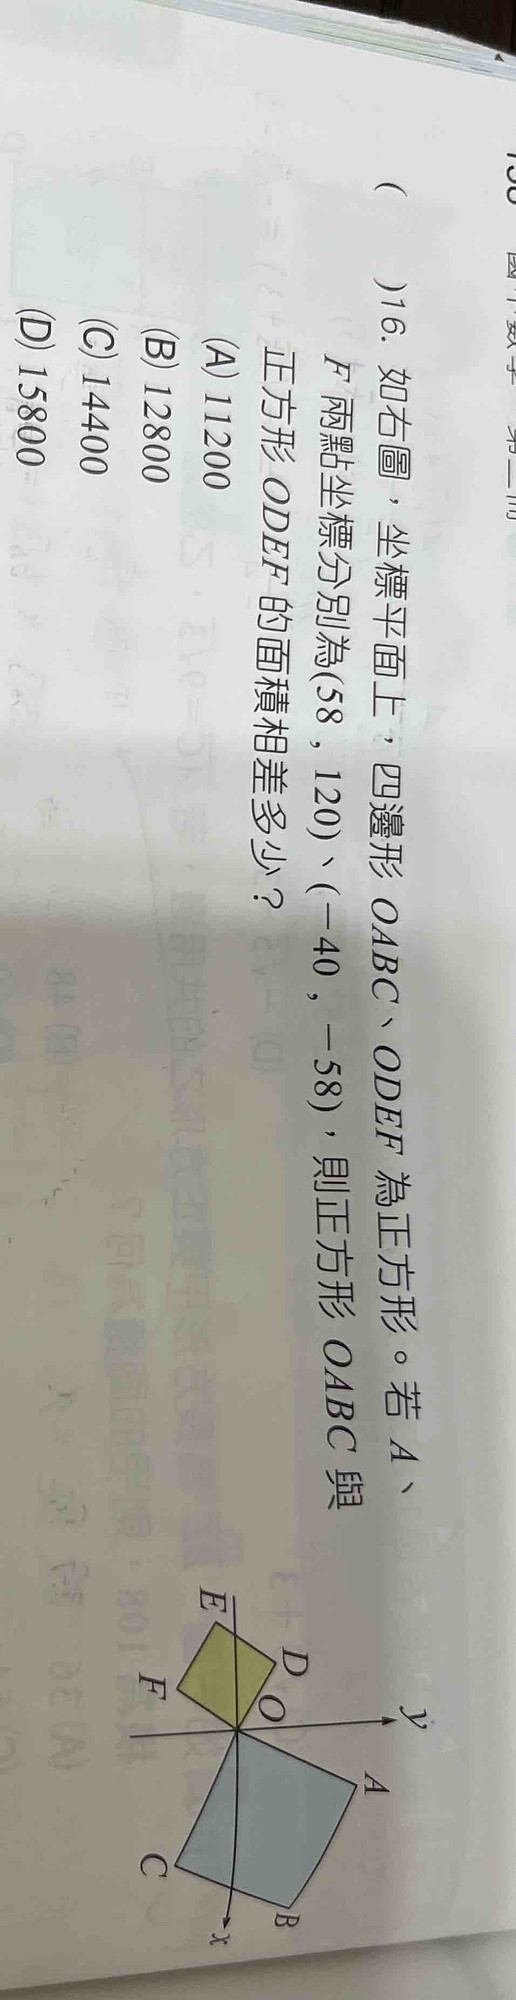 ( )16. 如右圖，坐標平面上，四邊形 OABC、ODEF 為正方形。若 A、
F 兩點坐標分別為(58 , 120)、(－40 , －58)，則正方形 OABC 與
正方形 ODEF 的面積相差多少？
(A) 11200
(B) 12800
(C) 14400
(D) 15800
y
A
D
O
B
E
x
F
C